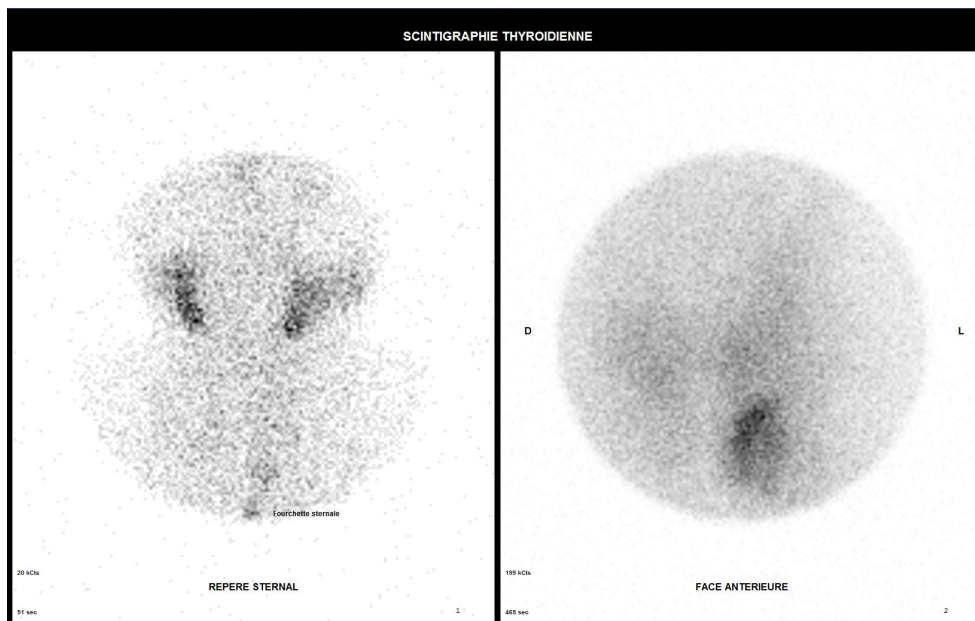 SCINTIGRAPHIE THYROIDIENNE
Fourchette sternale
20 kCts
REPERE STERNAL
51 sec
1
D
L
199 kCts
FACE ANTERIEURE
465 sec
2